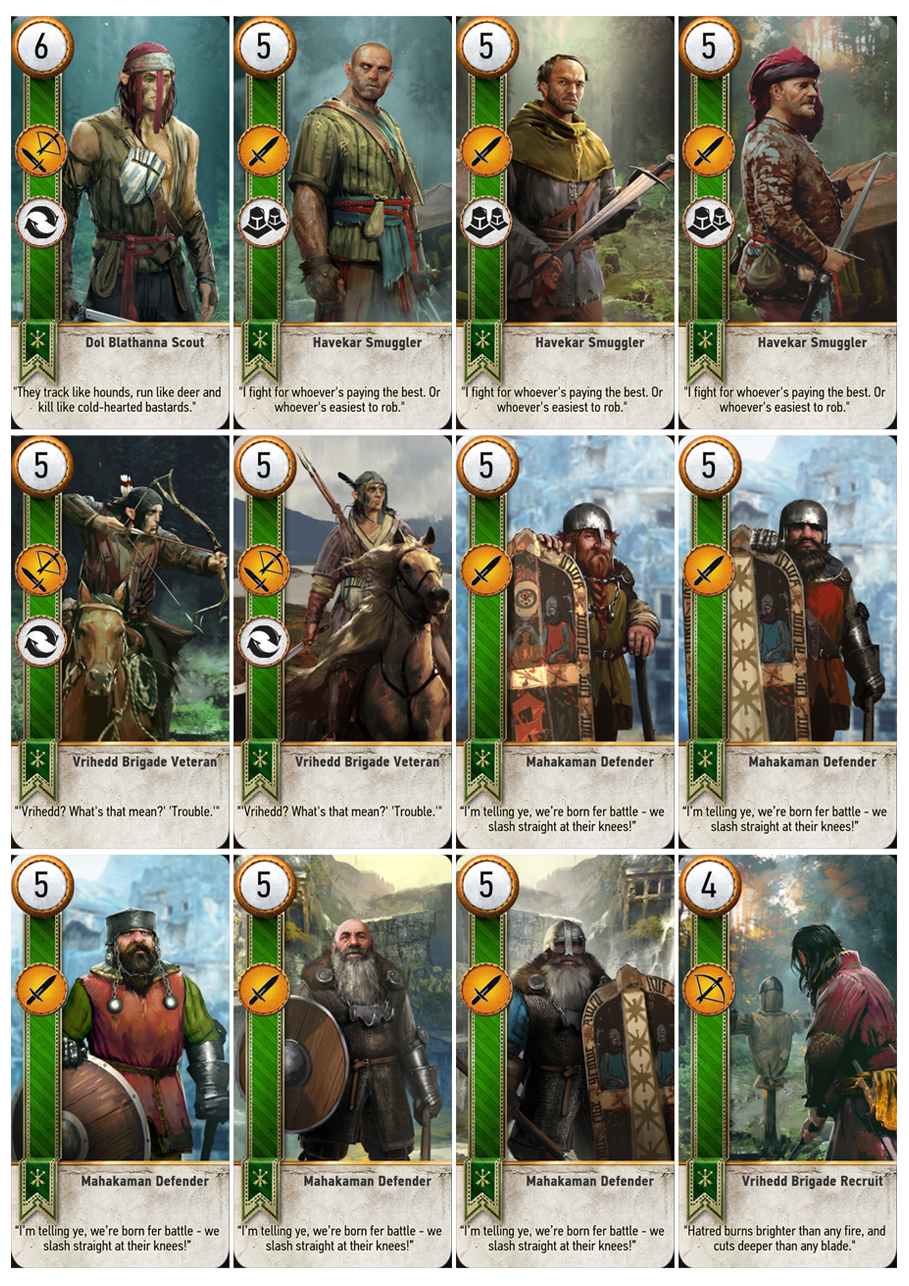 6
Dol Blathanna Scout
"They track like hounds, run like deer and
kill like cold-hearted bastards."
5
Havekar Smuggler
"I fight for whoever's paying the best. Or
whoever's easiest to rob."
5
Havekar Smuggler
"I fight for whoever's paying the best. Or
whoever's easiest to rob."
5
Havekar Smuggler
"I fight for whoever's paying the best. Or
whoever's easiest to rob."
5
Vrihedd Brigade Veteran
"'Vrihedd? What's that mean?' 'Trouble.'"
5
Vrihedd Brigade Veteran
"'Vrihedd? What's that mean?' 'Trouble.'"
5
Mahakaman Defender
“I’m telling ye, we’re born fer battle - we
slash straight at their knees!”
5
Mahakaman Defender
“I’m telling ye, we’re born fer battle - we
slash straight at their knees!”
5
Mahakaman Defender
“I’m telling ye, we’re born fer battle - we
slash straight at their knees!”
5
Mahakaman Defender
“I’m telling ye, we’re born fer battle - we
slash straight at their knees!”
5
Mahakaman Defender
“I’m telling ye, we’re born fer battle - we
slash straight at their knees!”
4
Vrihedd Brigade Recruit
"Hatred burns brighter than any fire, and
cuts deeper than any blade."